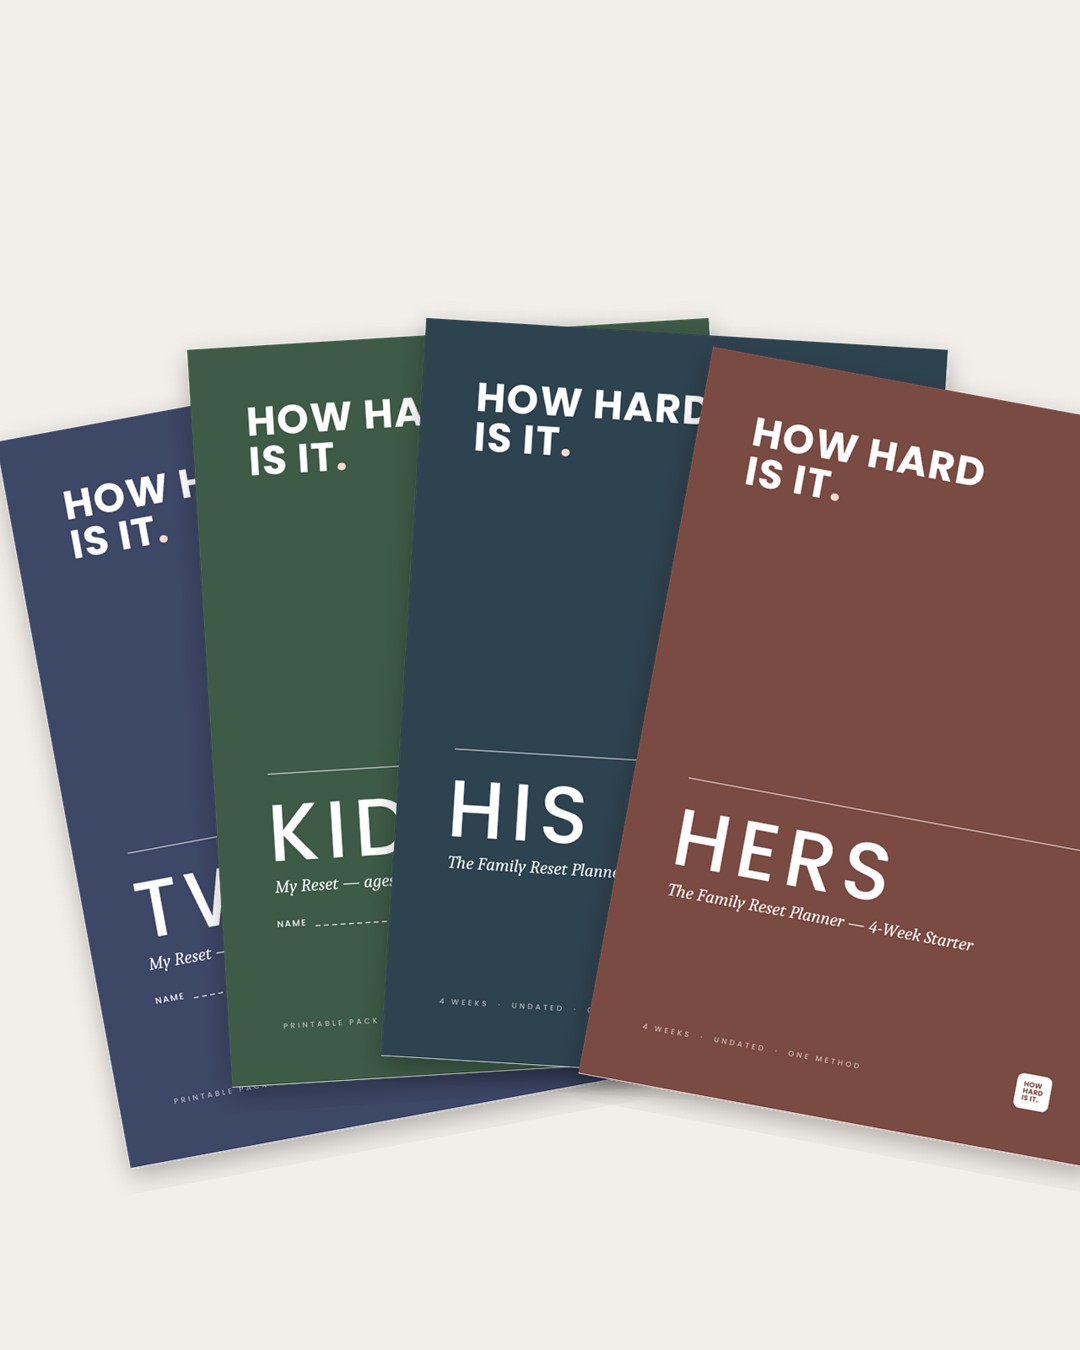 HOW H
IS IT.
TW
My Reset —
NAME
PRINTABLE PACK
HOW HA
IS IT.
KID
My Reset — ages
NAME
PRINTABLE PACK
HOW HARD
IS IT.
HIS
The Family Reset Planne
4 WEEKS · UNDATED ·
HOW HARD
IS IT.
HERS
The Family Reset Planner — 4-Week Starter
4 WEEKS · UNDATED · ONE METHOD
HOW
HARD
IS IT.